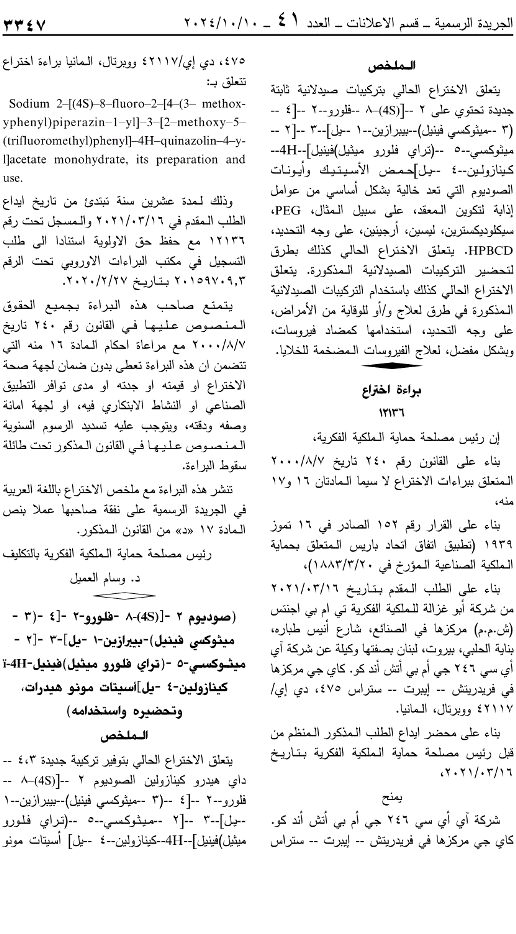 الجريدة الرسمية ــ قسم الاعلانات ــ العدد ٤١ ــ ٢٠٢٤/١٠/١٠
٣٣٤٧
الملخص
يتعلق الاختراع الحالي بتركيبات صيدلانية ثابتة
جديدة تحتوي على ٢ --[(4S)–٨ –فلورو–٢ --[٤ --
(٣ --ميثوكسي فينيل)--بيبرازين--١ --يل]--٣ --[٢ --
ميثوكسي--٥ --(تراي فلورو ميثيل)فينيل]--4H--
كينازولين--٤ --يل]حمض الأسيتيك وأيونات
الصوديوم التي تعد خالية بشكل أساسي من عوامل
إذابة لتكوين المعقد، على سبيل المثال، PEG،
سيكلوديكسترين، ليسين، أرجينين، على وجه التحديد،
HPBCD. يتعلق الاختراع الحالي كذلك بطرق
لتحضير التركيبات الصيدلانية المذكورة. يتعلق
الاختراع الحالي كذلك باستخدام التركيبات الصيدلانية
المذكورة في طرق لعلاج و/أو للوقاية من الأمراض،
على وجه التحديد، استخدامها كمضاد فيروسات،
وبشكل مفضل، لعلاج الفيروسات المضخمة للخلايا.
براءة اختراع
١٢١٣٦
إن رئيس مصلحة حماية الملكية الفكرية،
بناء على القانون رقم ٢٤٠ تاريخ ٢٠٠٠/٨/٧
المتعلق ببراءات الاختراع لا سيما المادتان ١٦ و١٧
منه،
بناء على القرار رقم ١٥٢ الصادر في ١٦ تموز
١٩٣٩ (تطبيق اتفاق اتحاد باريس المتعلق بحماية
الملكية الصناعية المؤرخ في ١٨٨٣/٣/٢٠)،
بناء على الطلب المقدم بتاريخ ٢٠٢١/٠٣/١٦
من شركة أبو غزالة للملكية الفكرية تي ام بي اجنتس
(ش.م.م) مركزها في الصنائع، شارع أنيس طباره،
بناية الحلبي، بيروت، لبنان بصفتها وكيلة عن شركة آي
أي سي ٢٤٦ جي أم بي أتش أند كو. كاي جي مركزها
في فريدريتش -- إيبرت -- ستراس ٤٧٥، دي إي/
٤٢١١٧ ووبرتال، المانيا.
بناء على محضر ايداع الطلب المذكور المنظم من
قبل رئيس مصلحة حماية الملكية الفكرية بتاريخ
٢٠٢١/٠٣/١٦،
يمنح
شركة آي أي سي ٢٤٦ جي أم بي أتش أند كو.
كاي جي مركزها في فريدريتش -- إيبرت -- ستراس
٤٧٥، دي إي/٤٢١١٧ ووبرتال، المانيا براءة اختراع
تتعلق بـ:
Sodium 2–[(4S)–8–fluoro–2–[4–(3– methox-
yphenyl)piperazin–1–yl]–3–[2–methoxy–5–
(trifluoromethyl)phenyl]–4H–quinazolin–4–y-
l]acetate monohydrate, its preparation and
use.
وذلك لمدة عشرين سنة تبتدئ من تاريخ ايداع
الطلب المقدم في ٢٠٢١/٠٣/١٦ والمسجل تحت رقم
١٢١٣٦ مع حفظ حق الاولوية استنادا الى طلب
التسجيل في مكتب البراءات الاوروبي تحت الرقم
٢٠١٥٩٧٠٩,٣ بتاريخ ٢٠٢٠/٢/٢٧.
يتمتع صاحب هذه البراءة بجميع الحقوق
المنصوص عليها في القانون رقم ٢٤٠ تاريخ
٢٠٠٠/٨/٧ مع مراعاة احكام المادة ١٦ منه التي
تتضمن ان هذه البراءة تعطى بدون ضمان لجهة صحة
الاختراع او قيمته او جدته او مدى توافر التطبيق
الصناعي او النشاط الابتكاري فيه، او لجهة امانة
وصفه ودقته، ويتوجب عليه تسديد الرسوم السنوية
المنصوص عليها في القانون المذكور تحت طائلة
سقوط البراءة.
تنشر هذه البراءة مع ملخص الاختراع باللغة العربية
في الجريدة الرسمية على نفقة صاحبها عملا بنص
المادة ١٧ «د» من القانون المذكور.
رئيس مصلحة حماية الملكية الفكرية بالتكليف
د. وسام العميل
(صوديوم ٢ -[(4S)-٨ -فلورو-٢ -[٤ -(٣ -
ميثوكسي فينيل)-بيبرازين-١ -يل]-٣ -[٢ -
ميثوكسي-٥ -(تراي فلورو ميثيل)فينيل-4H-أ
كينازولين-٤ -يل]أسيتات مونو هيدرات،
وتحضيره واستخدامه)
الملخص
يتعلق الاختراع الحالي بتوفير تركيبة جديدة ٤،٣ --
داي هيدرو كينازولين الصوديوم ٢ --[(4S)–٨ --
فلورو--٢ --[٤ --(٣ --ميثوكسي فينيل)--بيبرازين--١
--يل]--٣ --[٢ --ميثوكسي--٥ --(تراي فلورو
ميثيل)فينيل]--4H--كينازولين--٤ --يل] أسيتات مونو